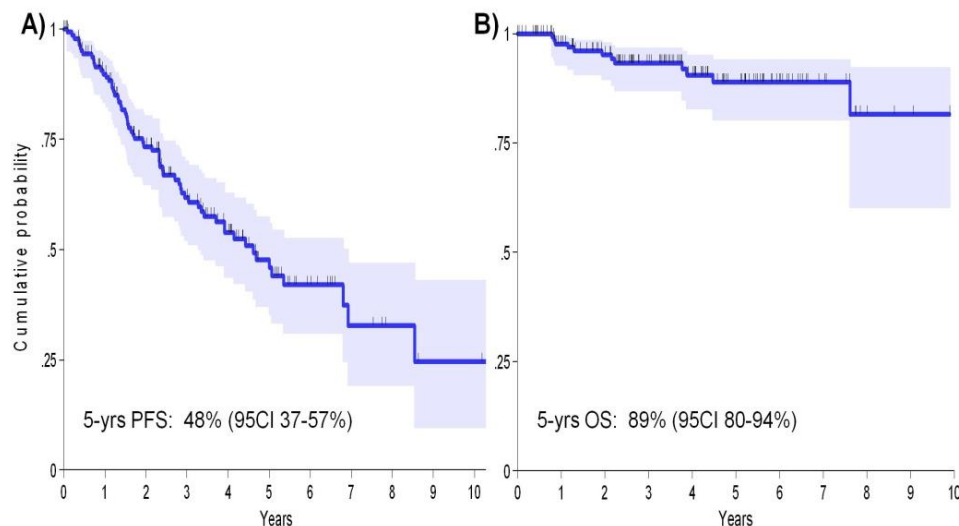 A)
Cumulative probability
1
.75
.5
.25
0
5-yrs PFS: 48% (95CI 37-57%)
0 1 2 3 4 5 6 7 8 9 10
Years
B)
1
.75
.5
.25
0
5-yrs OS: 89% (95CI 80-94%)
0 1 2 3 4 5 6 7 8 9 10
Years